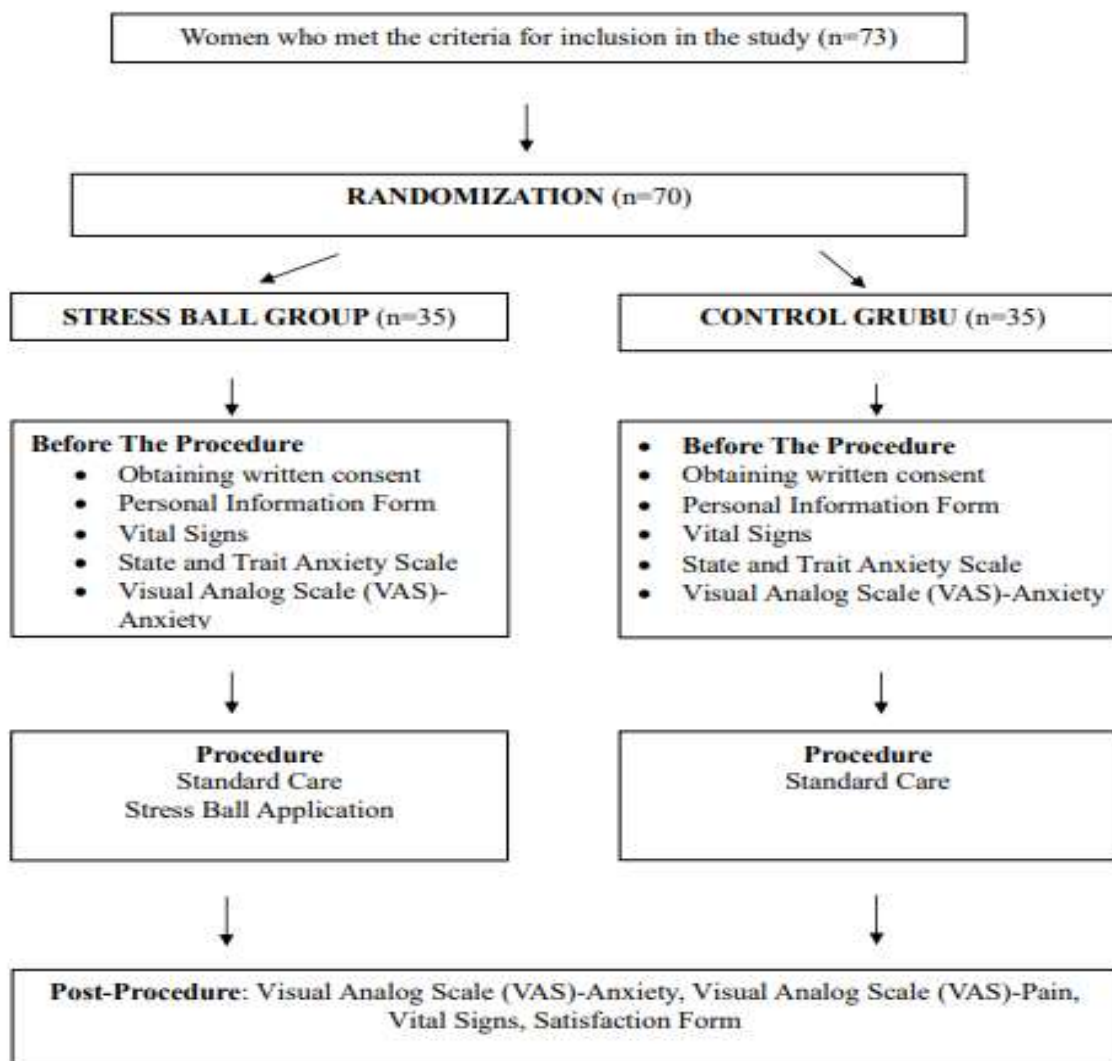 Women who met the criteria for inclusion in the study (n=73)
RANDOMIZATION (n=70)
STRESS BALL GROUP (n=35)
CONTROL GRUBU (n=35)
Before The Procedure
• Obtaining written consent
• Personal Information Form
• Vital Signs
• State and Trait Anxiety Scale
• Visual Analog Scale (VAS)-
Anxiety
• Before The Procedure
• Obtaining written consent
• Personal Information Form
• Vital Signs
• State and Trait Anxiety Scale
• Visual Analog Scale (VAS)-Anxiety
Procedure
Standard Care
Stress Ball Application
Procedure
Standard Care
Post-Procedure: Visual Analog Scale (VAS)-Anxiety, Visual Analog Scale (VAS)-Pain,
Vital Signs, Satisfaction Form